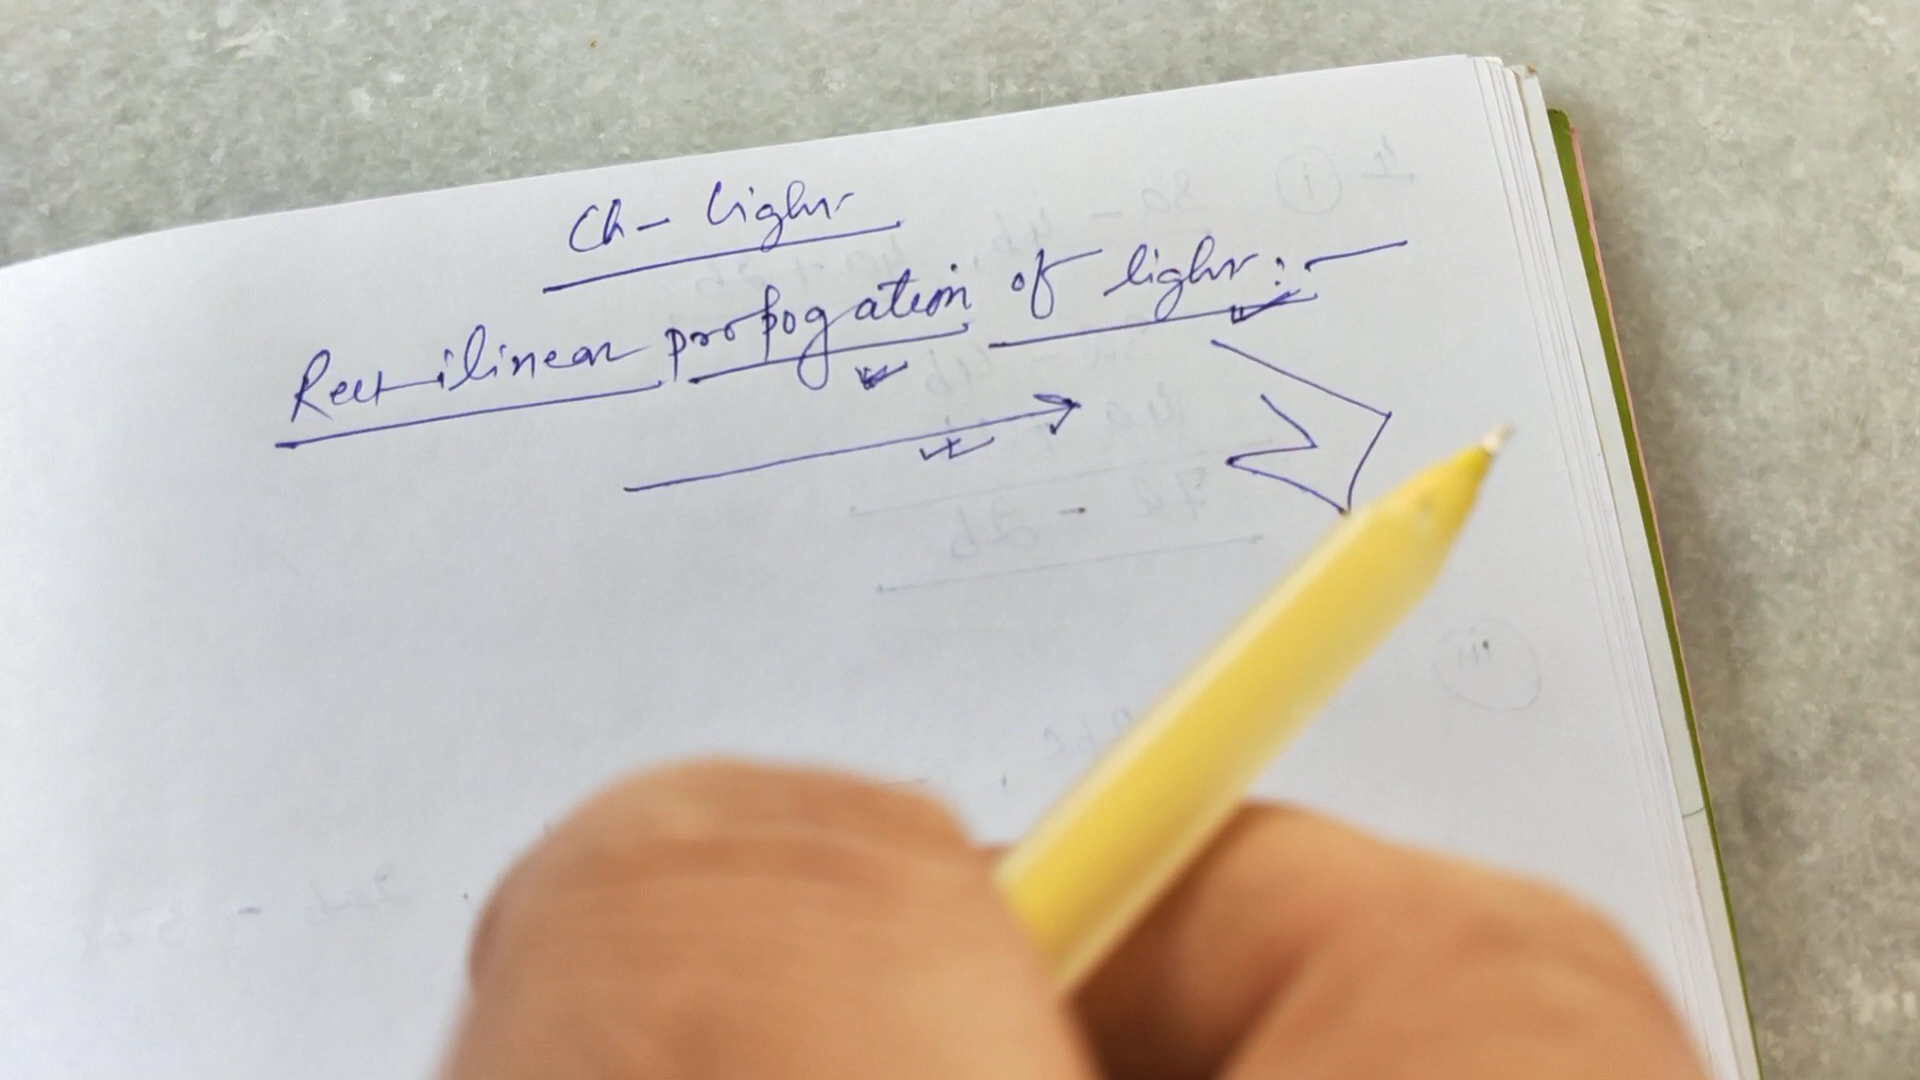 Ch - Light
Rectilinear propogation of light : -